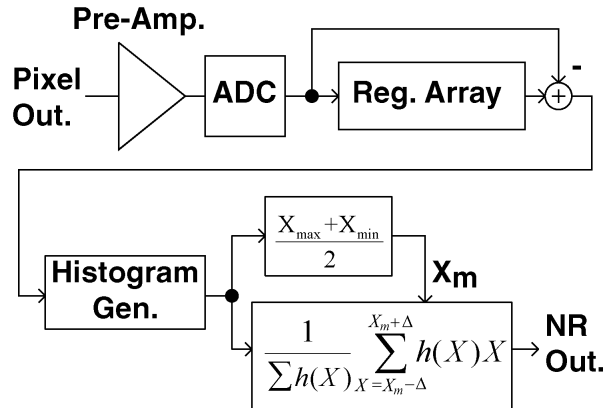 Pre-Amp.
Pixel Out.
ADC
Reg. Array
-
+
Histogram Gen.
X_max + X_min
2
X_m
1
∑h(X)
X_m+Δ
∑ h(X)X
X=X_m−Δ
NR Out.